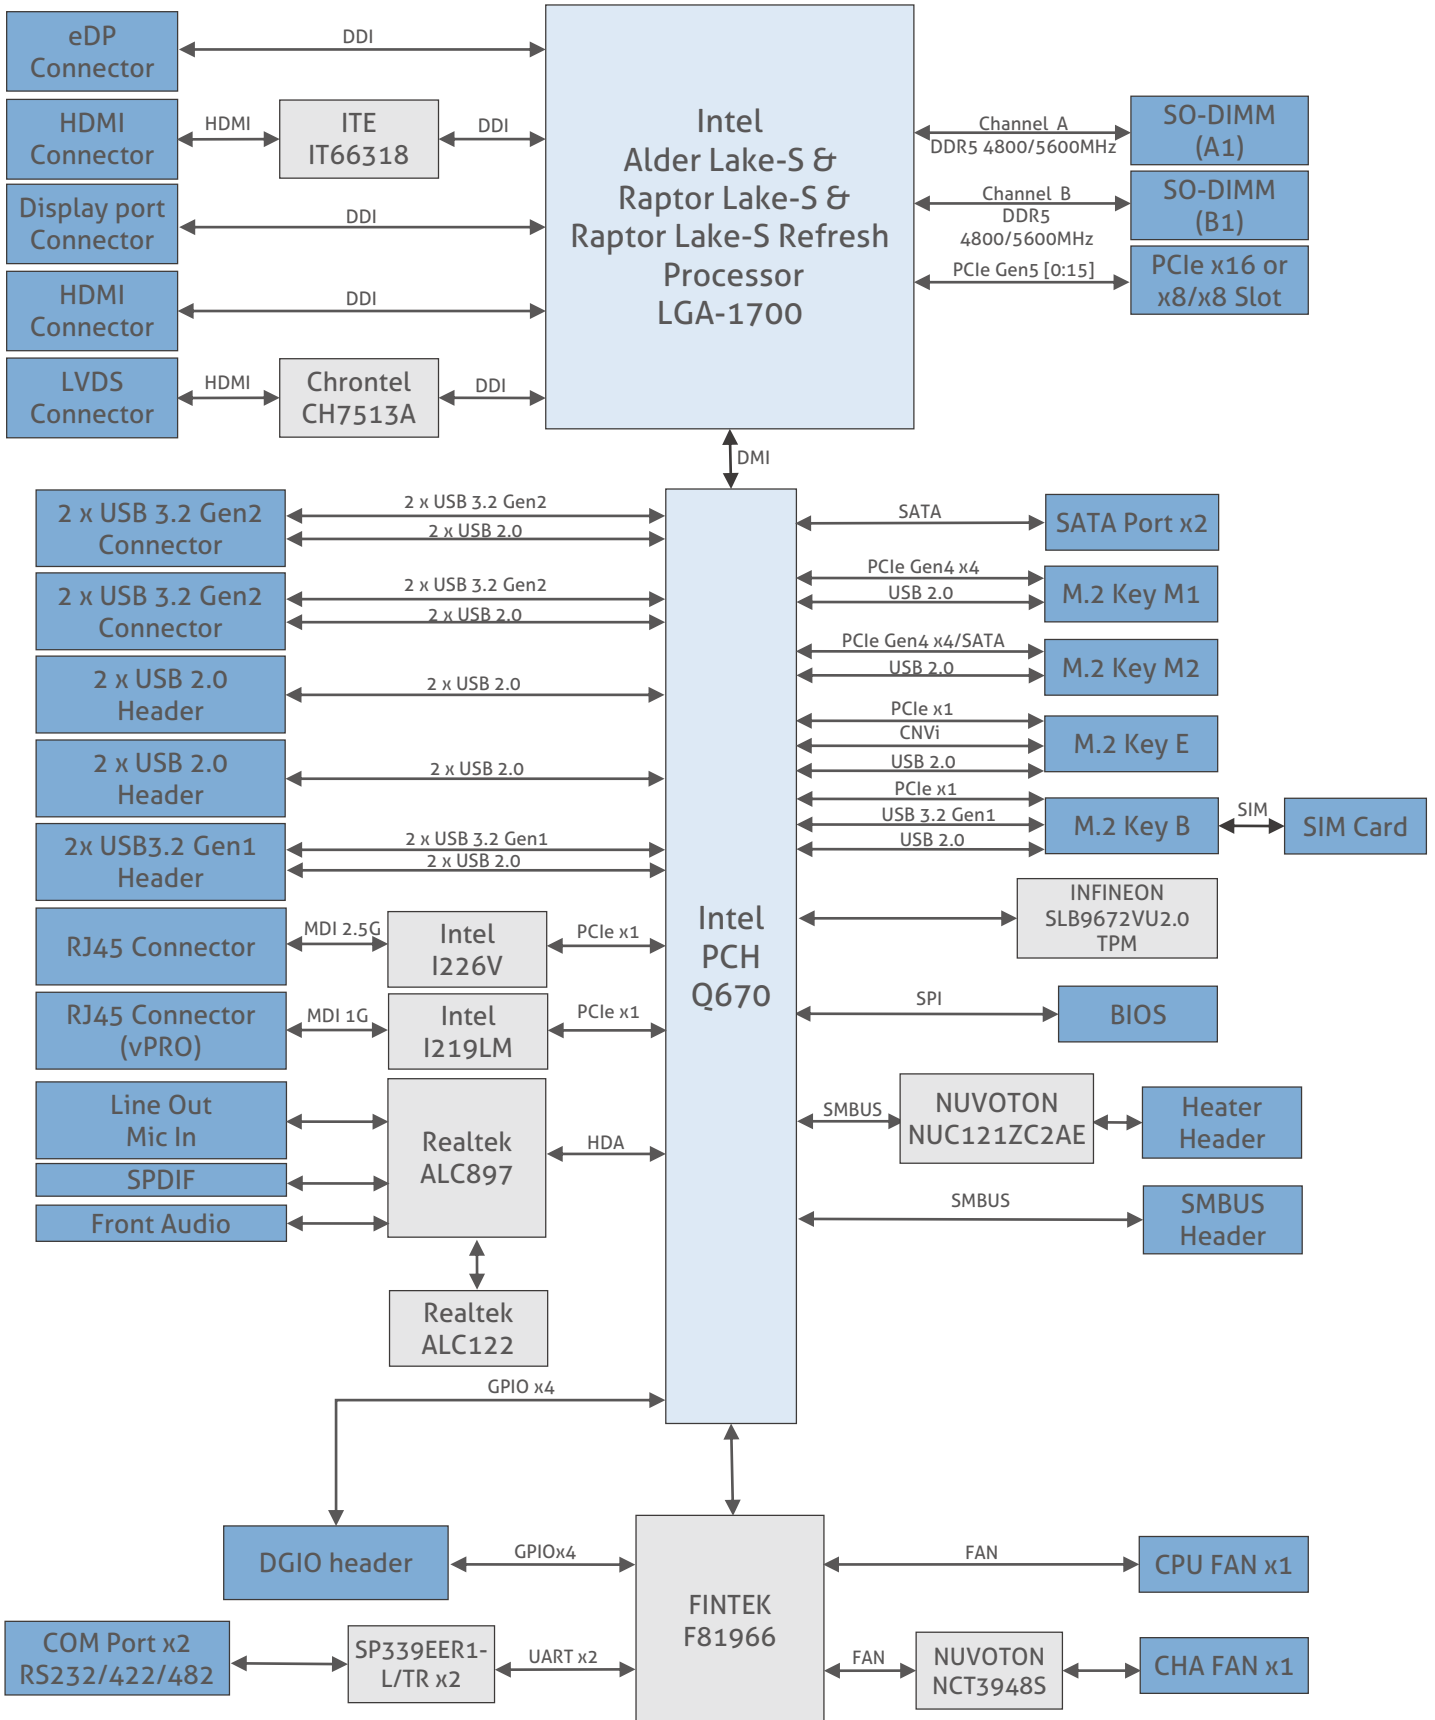 eDP
Connector
DDI
HDMI
Connector
HDMI
ITE
IT66318
DDI
Display port
Connector
DDI
HDMI
Connector
DDI
LVDS
Connector
HDMI
Chrontel
CH7513A
DDI
Intel
Alder Lake-S &
Raptor Lake-S &
Raptor Lake-S Refresh
Processor
LGA-1700
Channel A
DDR5 4800/5600MHz
SO-DIMM
(A1)
Channel B
DDR5
4800/5600MHz
SO-DIMM
(B1)
PCIe Gen5 [0:15]
PCIe x16 or
x8/x8 Slot
DMI
2 x USB 3.2 Gen2
Connector
2 x USB 3.2 Gen2
2 x USB 2.0
2 x USB 3.2 Gen2
Connector
2 x USB 3.2 Gen2
2 x USB 2.0
2 x USB 2.0
Header
2 x USB 2.0
2 x USB 2.0
Header
2 x USB 2.0
2x USB3.2 Gen1
Header
2 x USB 3.2 Gen1
2 x USB 2.0
RJ45 Connector
MDI 2.5G
Intel
I226V
PCIe x1
RJ45 Connector
(vPRO)
MDI 1G
Intel
I219LM
PCIe x1
Line Out
Mic In
SPDIF
Front Audio
Realtek
ALC897
HDA
Realtek
ALC122
GPIO x4
Intel
PCH
Q670
SATA
SATA Port x2
PCIe Gen4 x4
USB 2.0
M.2 Key M1
PCIe Gen4 x4/SATA
USB 2.0
M.2 Key M2
PCIe x1
CNVi
USB 2.0
M.2 Key E
PCIe x1
USB 3.2 Gen1
USB 2.0
M.2 Key B
SIM
SIM Card
INFINEON
SLB9672VU2.0
TPM
SPI
BIOS
SMBUS
NUVOTON
NUC121ZC2AE
Heater
Header
SMBUS
SMBUS
Header
DGIO header
GPIOx4
FINTEK
F81966
FAN
CPU FAN x1
COM Port x2
RS232/422/482
SP339EER1-
L/TR x2
UART x2
FAN
NUVOTON
NCT3948S
CHA FAN x1